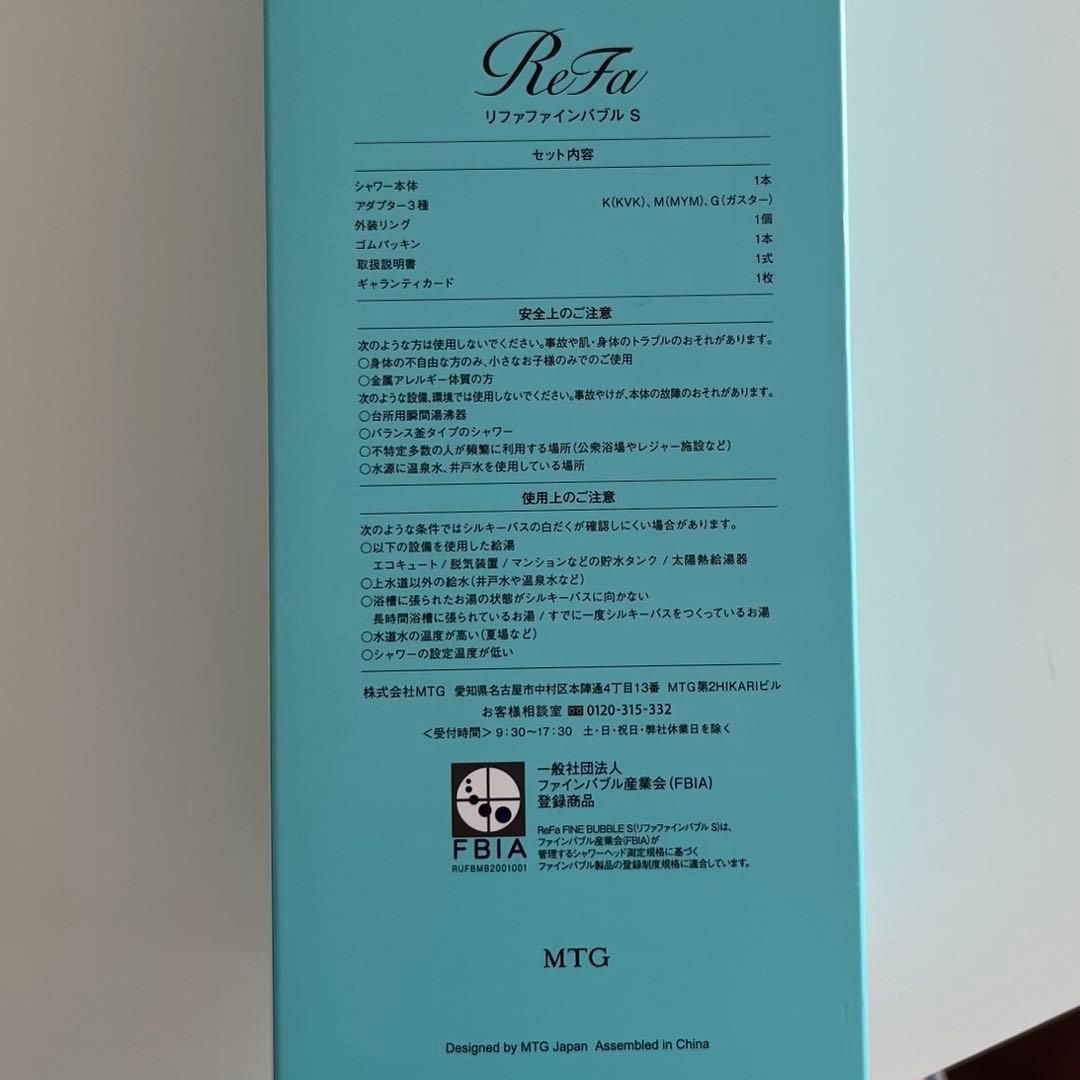 ReFa
リファファインバブル S
セット内容
シャワー本体 1本
アダプター3種 K(KVK)、M(MYM)、G(ガスター)
外装リング 1個
ゴムパッキン 1本
取扱説明書 1式
ギャランティカード 1枚
安全上のご注意
次のような方は使用しないでください。事故や肌・身体のトラブルのおそれがあります。
○身体の不自由な方のみ、小さなお子様のみでのご使用
○金属アレルギー体質の方
次のような設備、環境では使用しないでください。事故やけが、本体の故障のおそれがあります。
○台所用瞬間湯沸器
○バランス釜タイプのシャワー
○不特定多数の人が頻繁に利用する場所(公衆浴場やレジャー施設など)
○水源に温泉水、井戸水を使用している場所
使用上のご注意
次のような条件ではシルキーバスの白だくが確認しにくい場合があります。
○以下の設備を使用した給湯
エコキュート / 脱気装置 / マンションなどの貯水タンク / 太陽熱給湯器
○上水道以外の給水(井戸水や温泉水など)
○浴槽に張られたお湯の状態がシルキーバスに向かない
長時間浴槽に張られているお湯 / すでに一度シルキーバスをつくっているお湯
○水道水の温度が高い(夏場など)
○シャワーの設定温度が低い
株式会社MTG 愛知県名古屋市中村区本陣通4丁目13番 MTG第2HIKARIビル
お客様相談室 0120-315-332
<受付時間> 9:30〜17:30 土・日・祝日・弊社休業日を除く
一般社団法人
ファインバブル産業会(FBIA)
登録商品
ReFa FINE BUBBLE S(リファファインバブル S)は、
ファインバブル産業会(FBIA)が
管理するシャワーヘッド測定規格に基づく
ファインバブル製品の登録制度規格に適合しています。
FBIA
RUFBMB2001001
MTG
Designed by MTG Japan Assembled in China